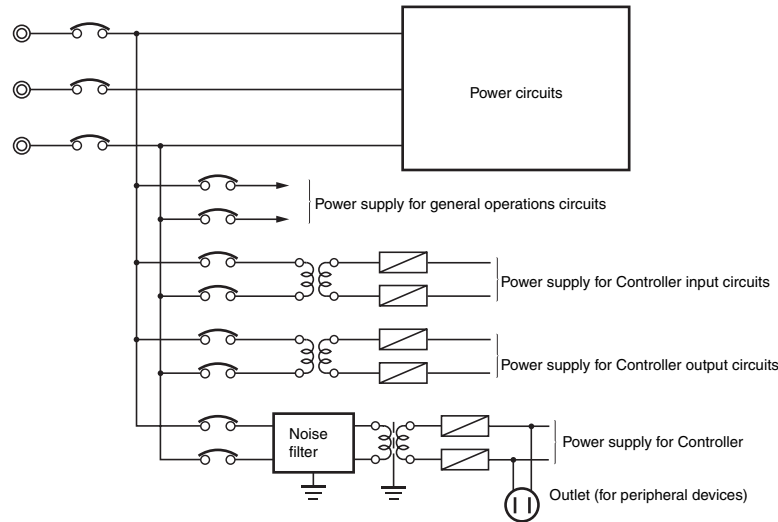 Power circuits
Power supply for general operations circuits
Power supply for Controller input circuits
Power supply for Controller output circuits
Noise
filter
Power supply for Controller
Outlet (for peripheral devices)